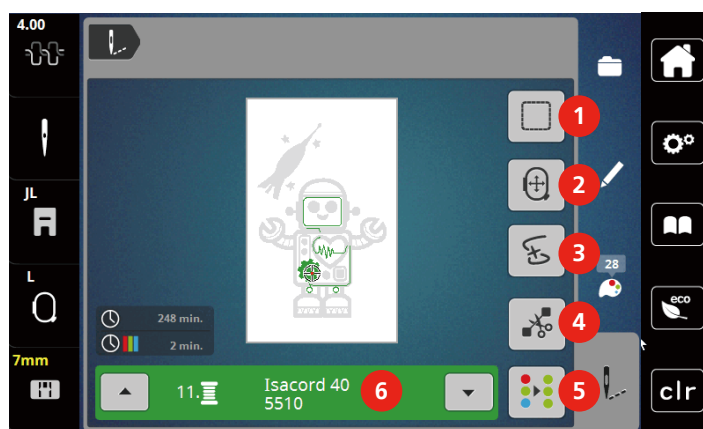 4.00
JL
L
7mm
1
2
3
28
4
248 min.
2 min.
11.
Isacord 40
5510
6
5
eco
clr